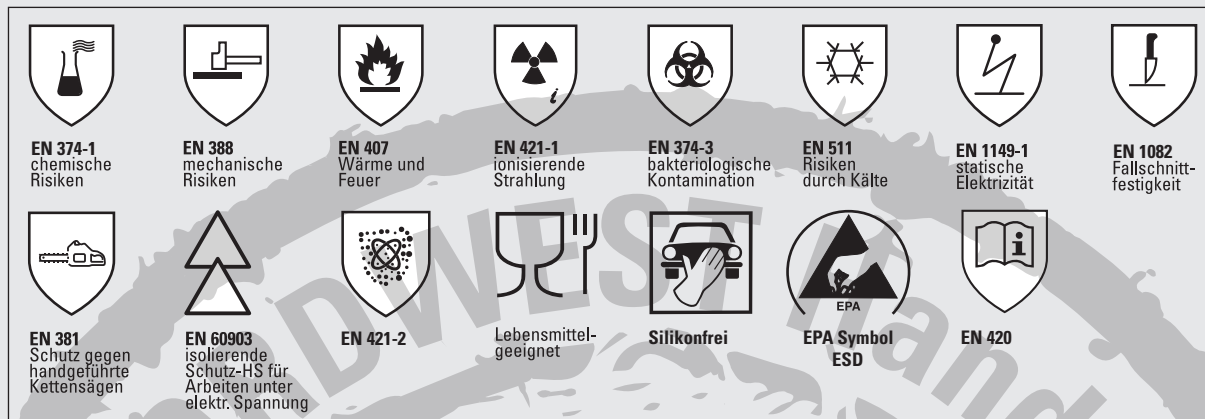 EN 374-1
chemische
Risiken
EN 388
mechanische
Risiken
EN 407
Wärme und
Feuer
EN 421-1
ionisierende
Strahlung
i
EN 374-3
bakteriologische
Kontamination
EN 511
Risiken
durch Kälte
EN 1149-1
statische
Elektrizität
EN 1082
Fallschnitt-
festigkeit
EN 381
Schutz gegen
handgeführte
Kettensägen
EN 60903
isolierende
Schutz-HS für
Arbeiten unter
elektr. Spannung
EN 421-2
Lebensmittel-
geeignet
Silikonfrei
EPA
EPA Symbol
ESD
i
EN 420